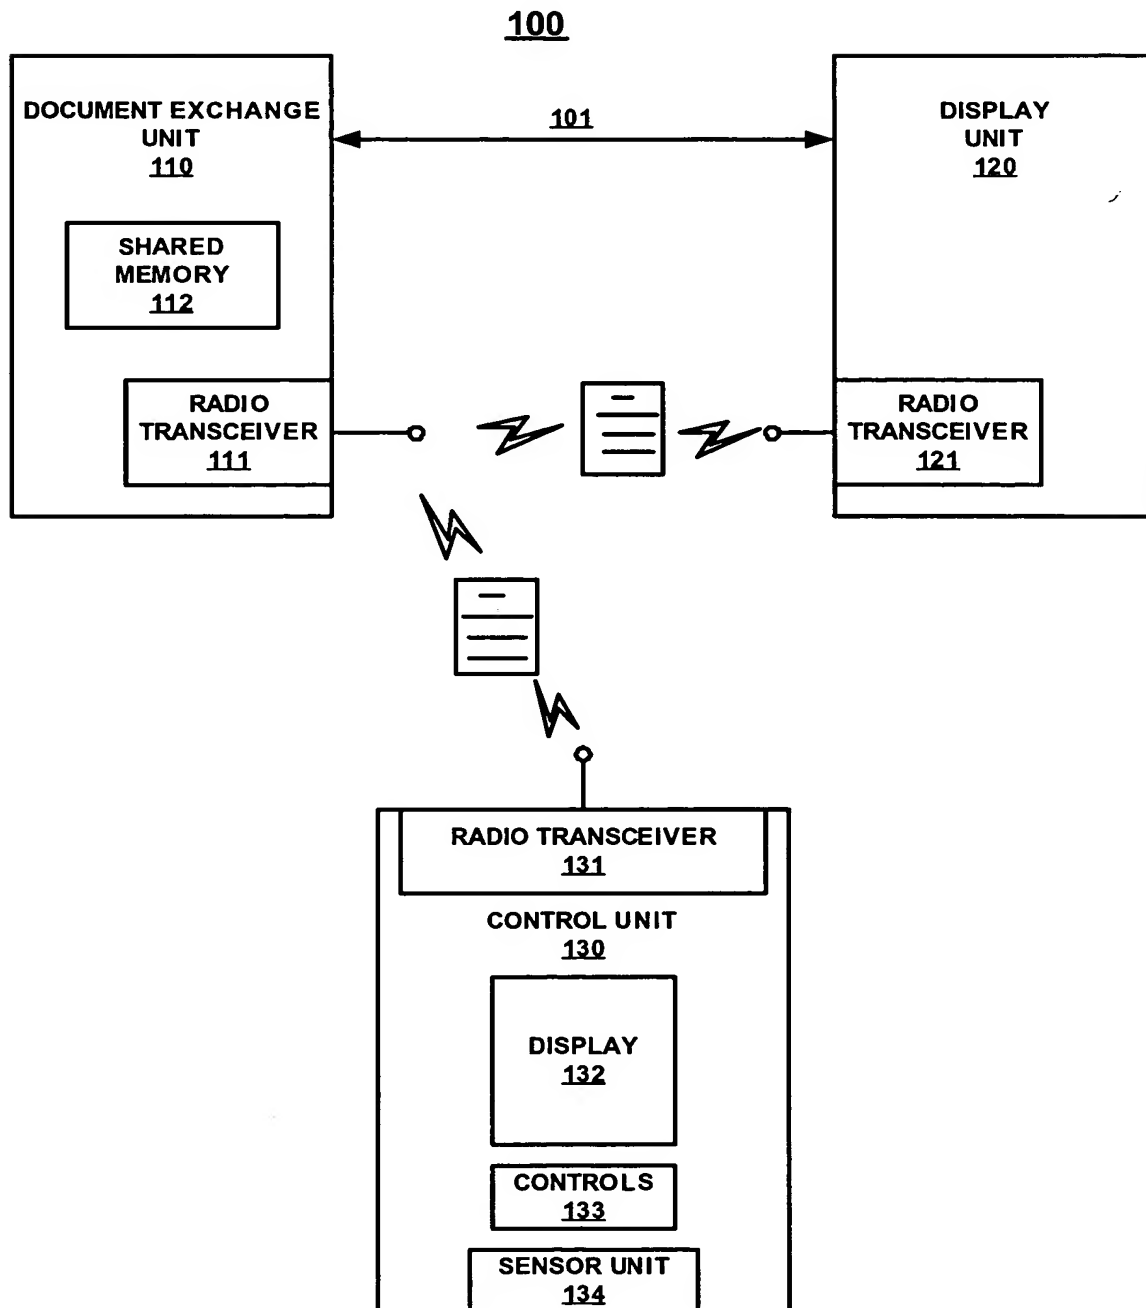 100
DOCUMENT EXCHANGE
UNIT
110
101
DISPLAY
UNIT
120
SHARED
MEMORY
112
RADIO
TRANSCEIVER
111
RADIO
TRANSCEIVER
121
RADIO TRANSCEIVER
131
CONTROL UNIT
130
DISPLAY
132
CONTROLS
133
SENSOR UNIT
134